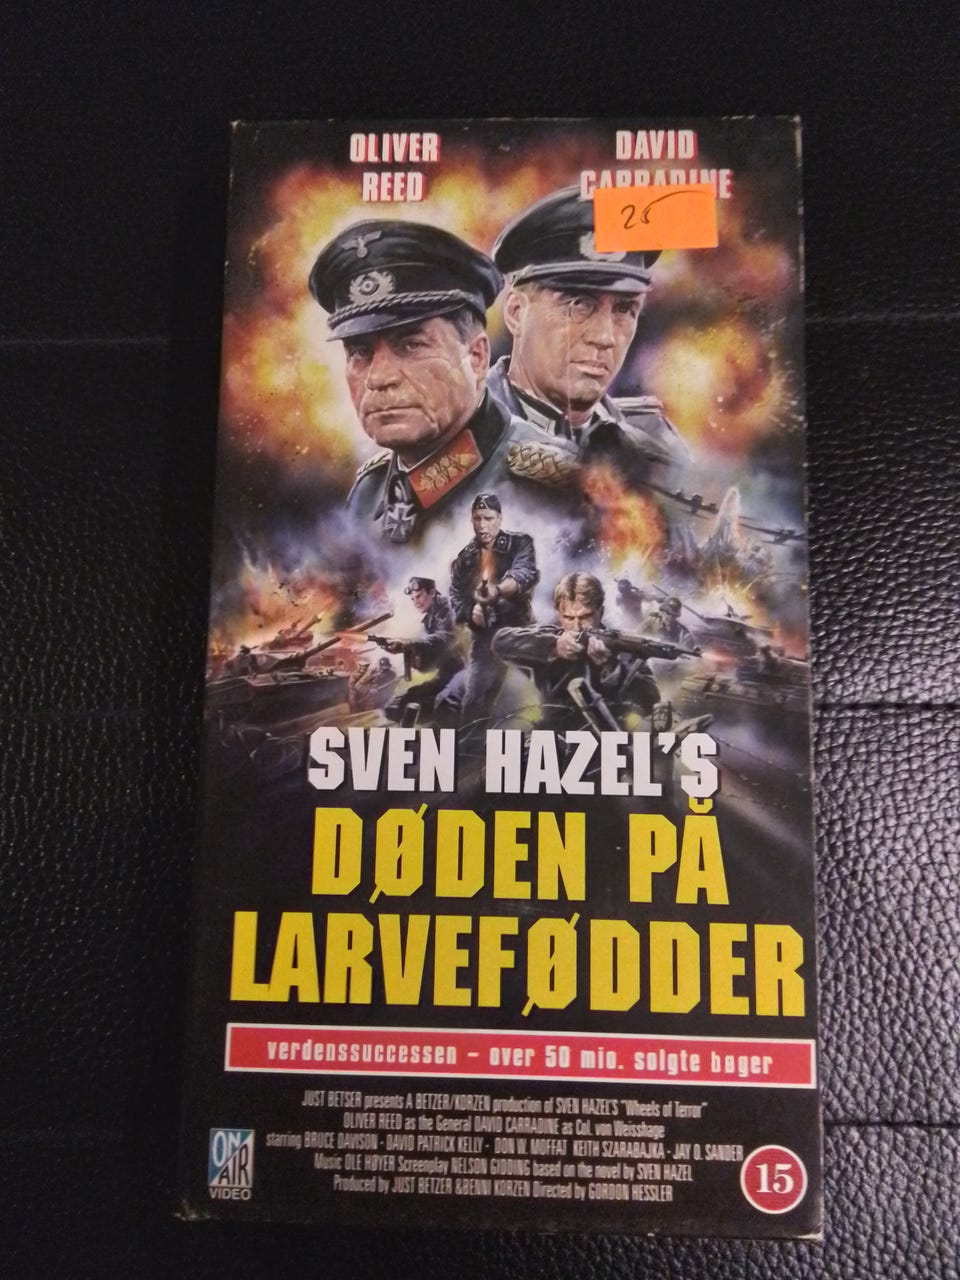 OLIVER
REED
DAVID
CARRADINE
25
SVEN HAZEL'S
DØDEN PÅ
LARVEFØDDER
verdenssuccessen - over 50 mio. solgte bøger
JUST BETSER presents A BETZER/KORZEN production of SVEN HAZEL'S "Wheels of Terror"
OLIVER REED as the General DAVID CARRADINE as Col. von Weisshage
starring BRUCE DAVISON - DAVID PATRICK KELLY - DON W. MOFFAT KEITH SZARABAJKA - JAY O. SANDER
Music OLE HØYER Screenplay NELSON GIDDING based on the novel by SVEN HAZEL
Produced by JUST BETZER & BENNI KORZEN Directed by GORDON HESSLER
ON
AIR
VIDEO
15